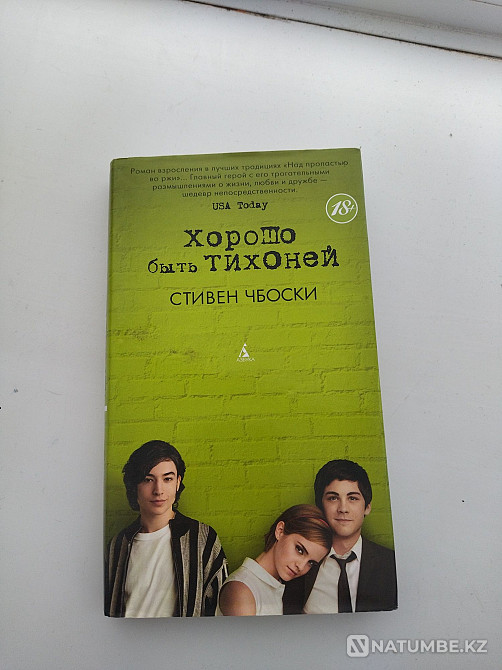 Роман взросления в лучших традициях «Над пропастью
во ржи»... Главный герой с его трогательными
размышлениями о жизни, любви и дружбе —
шедевр непосредственности.
USA Today
18+
хорошо
быть тихоней
СТИВЕН ЧБОСКИ
АЗБУКА
NATUMBE.KZ